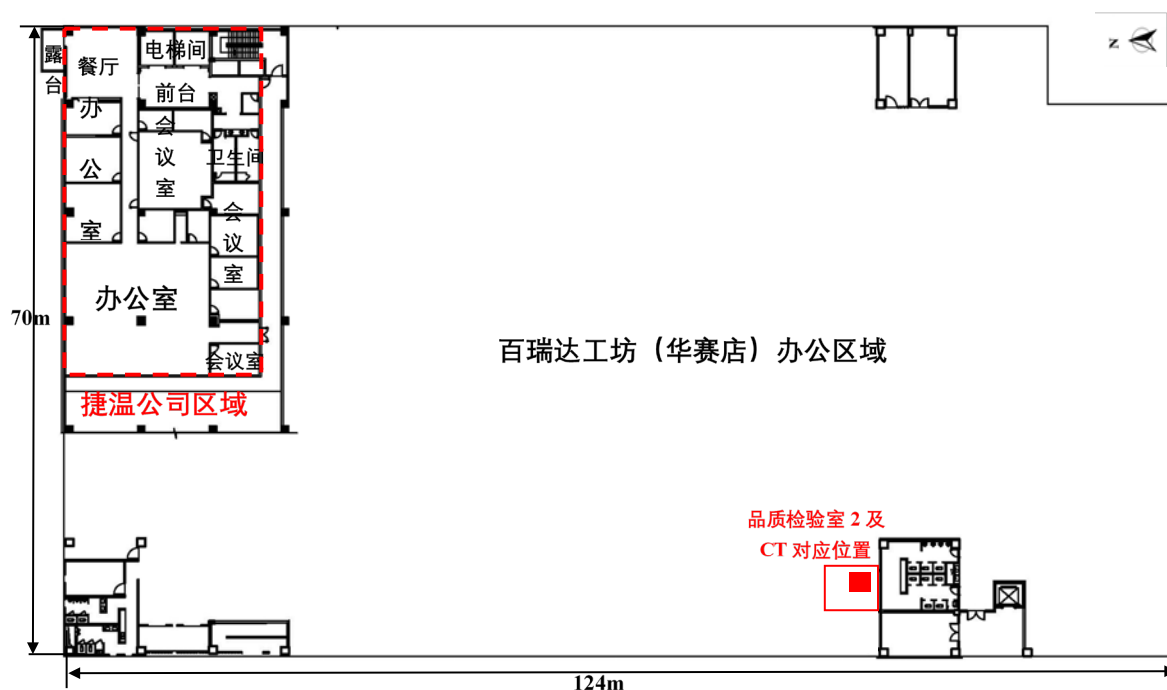 N
露
台
餐厅
电梯间
前台
办
公
室
会
议
室
卫生间
会
议
室
办公室
会议室
70m
百瑞达工坊（华赛店）办公区域
捷温公司区域
品质检验室 2 及
CT 对应位置
124m